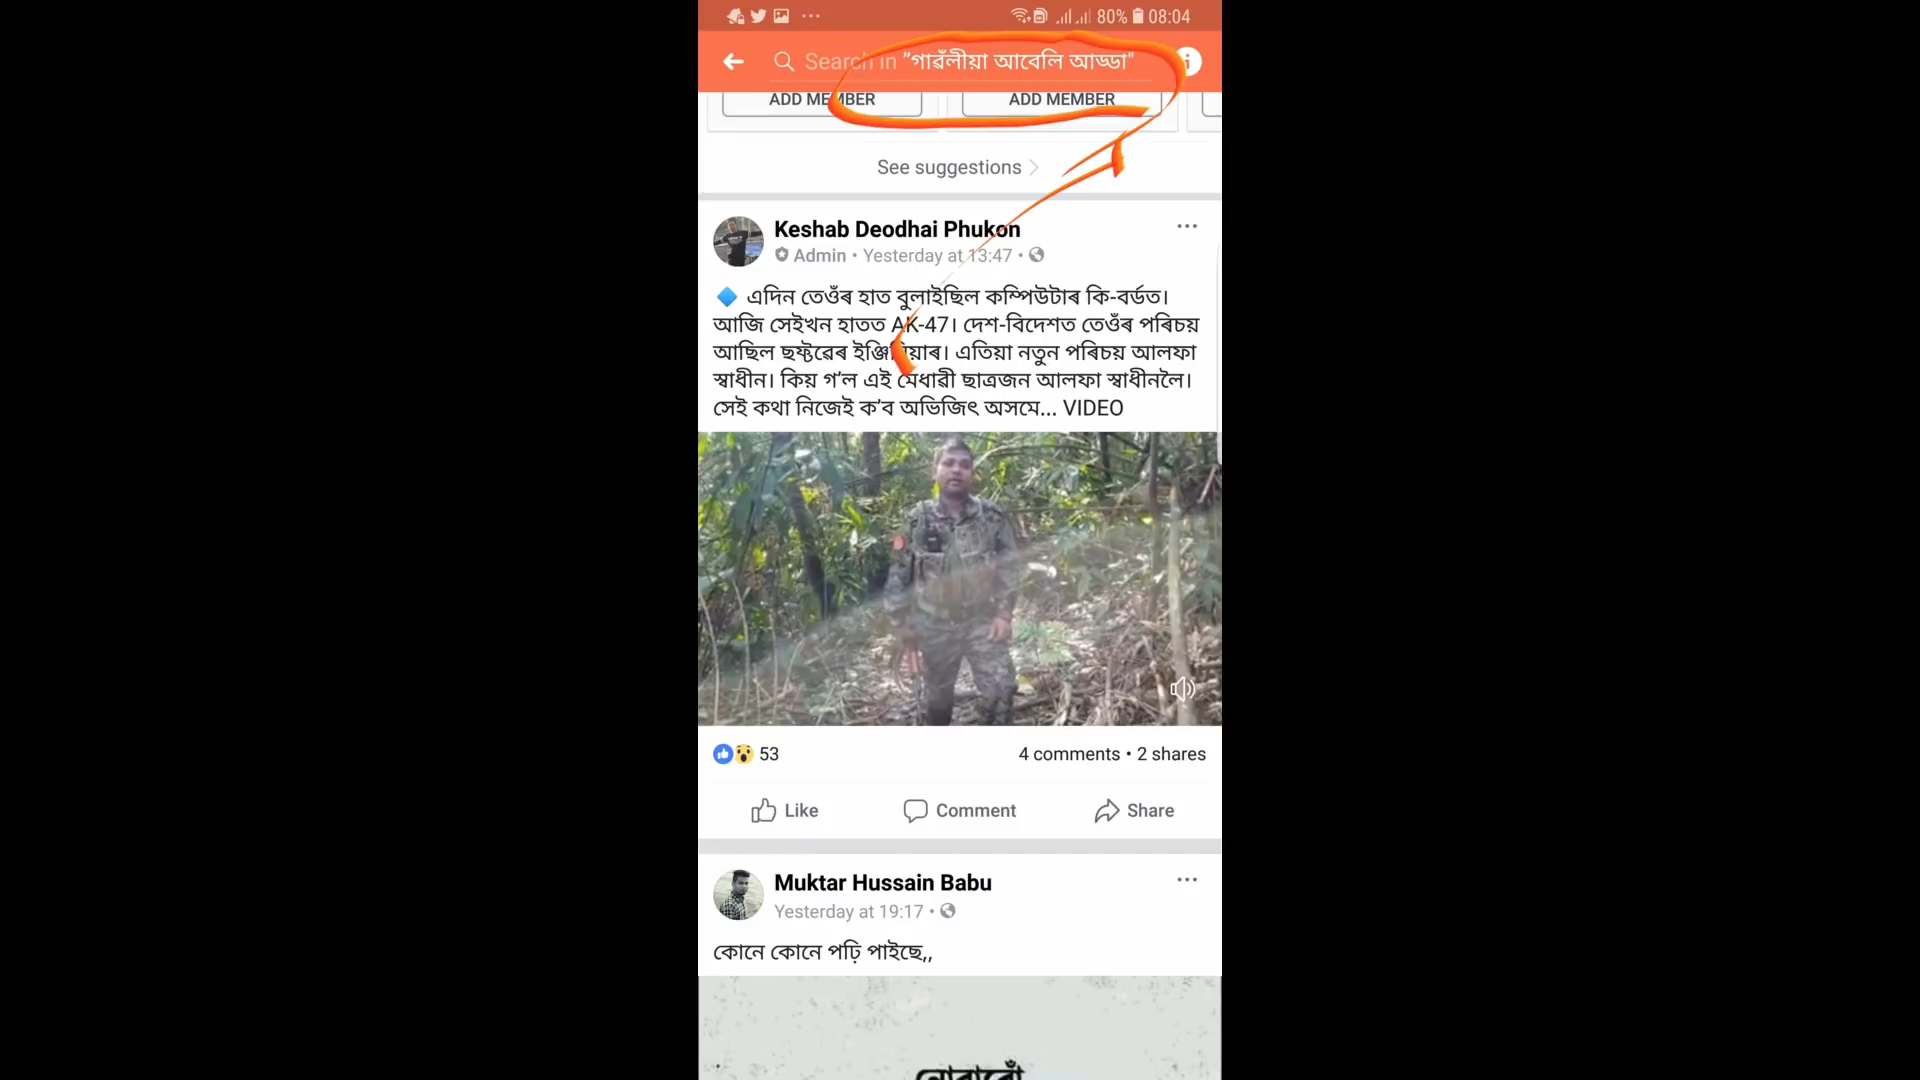 80% 08:04
Search in "গাৱঁলীয়া আবেলি আড্ডা"
ADD MEMBER ADD MEMBER
See suggestions
Keshab Deodhai Phukon
Admin • Yesterday at 13:47 •
এদিন তেওঁৰ হাত বুলাইছিল কম্পিউটাৰ কি-বৰ্ডত।
আজি সেইখন হাতত AK-47। দেশ-বিদেশত তেওঁৰ পৰিচয়
আছিল ছফ্টৱেৰ ইঞ্জিনিয়াৰ। এতিয়া নতুন পৰিচয় আলফা
স্বাধীন। কিয় গ'ল এই মেধাৱী ছাত্ৰজন আলফা স্বাধীনলৈ।
সেই কথা নিজেই ক'ব অভিজিৎ অসমে... VIDEO
53 4 comments • 2 shares
Like Comment Share
Muktar Hussain Babu
Yesterday at 19:17 •
কোনে কোনে পঢ়ি পাইছে,,